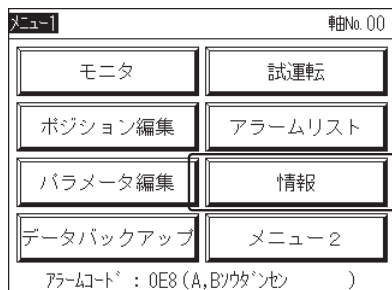 メニュー1 軸No. 00
モニタ 試運転
ポジション編集 アラームリスト
パラメータ編集 情報
データバックアップ メニュー2
アラームコード : 0E8 (A,Bソウダンセン )